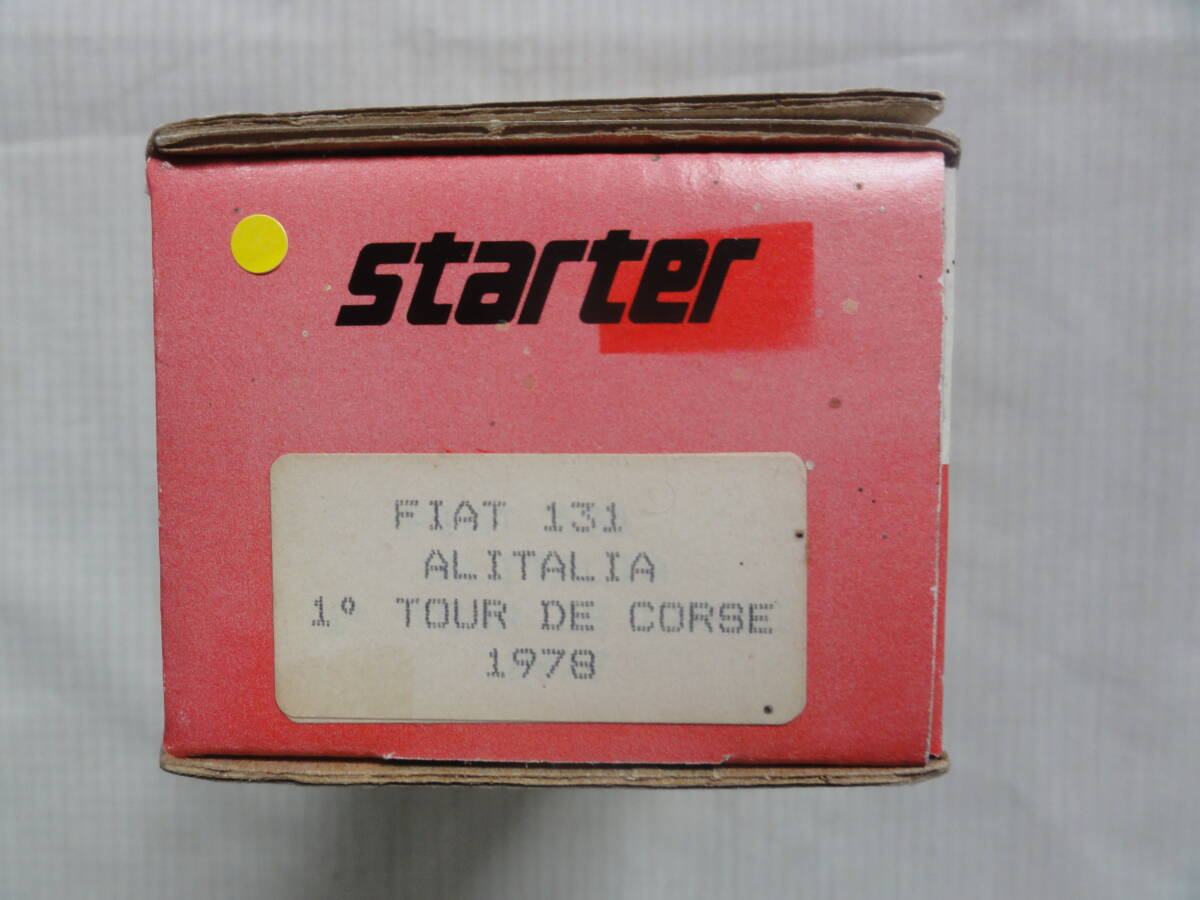 starter
FIAT 131
ALITALIA
1° TOUR DE CORSE
1978